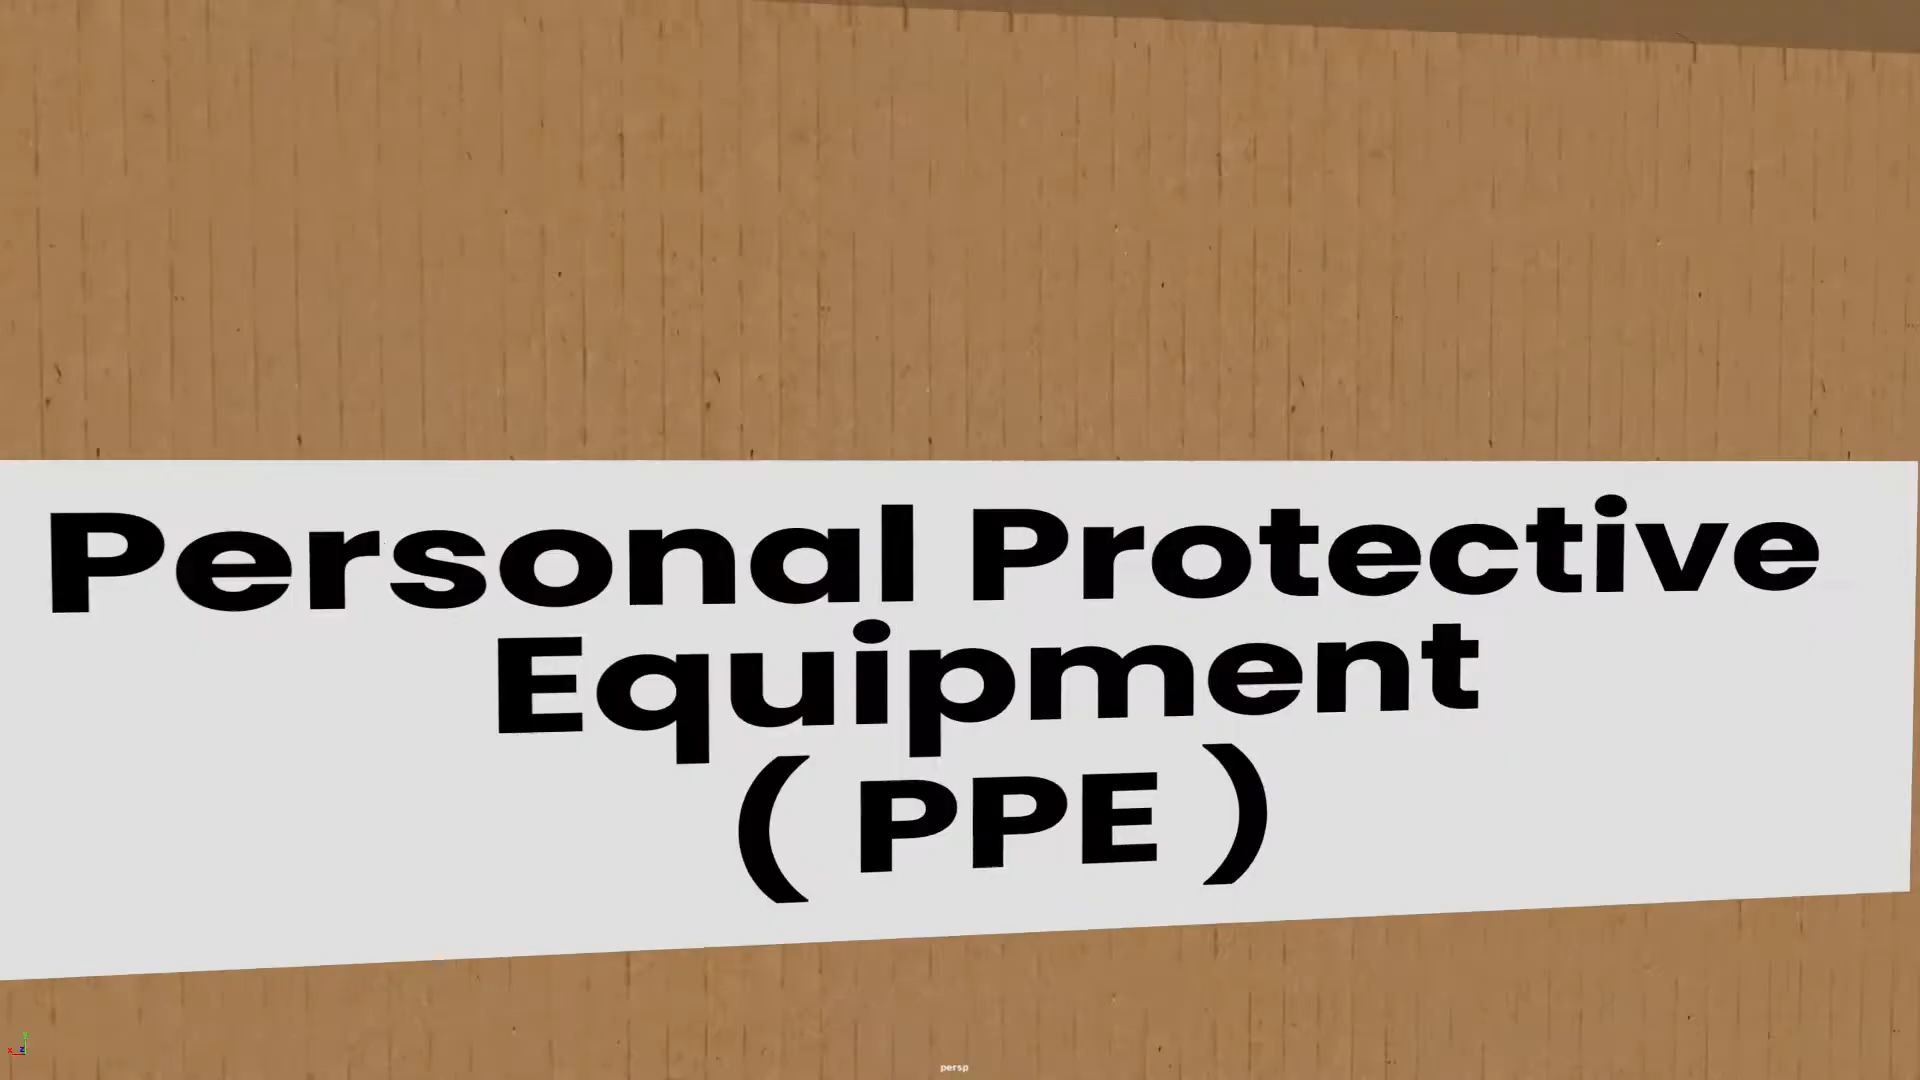 Personal Protective
Equipment
( PPE )
persp